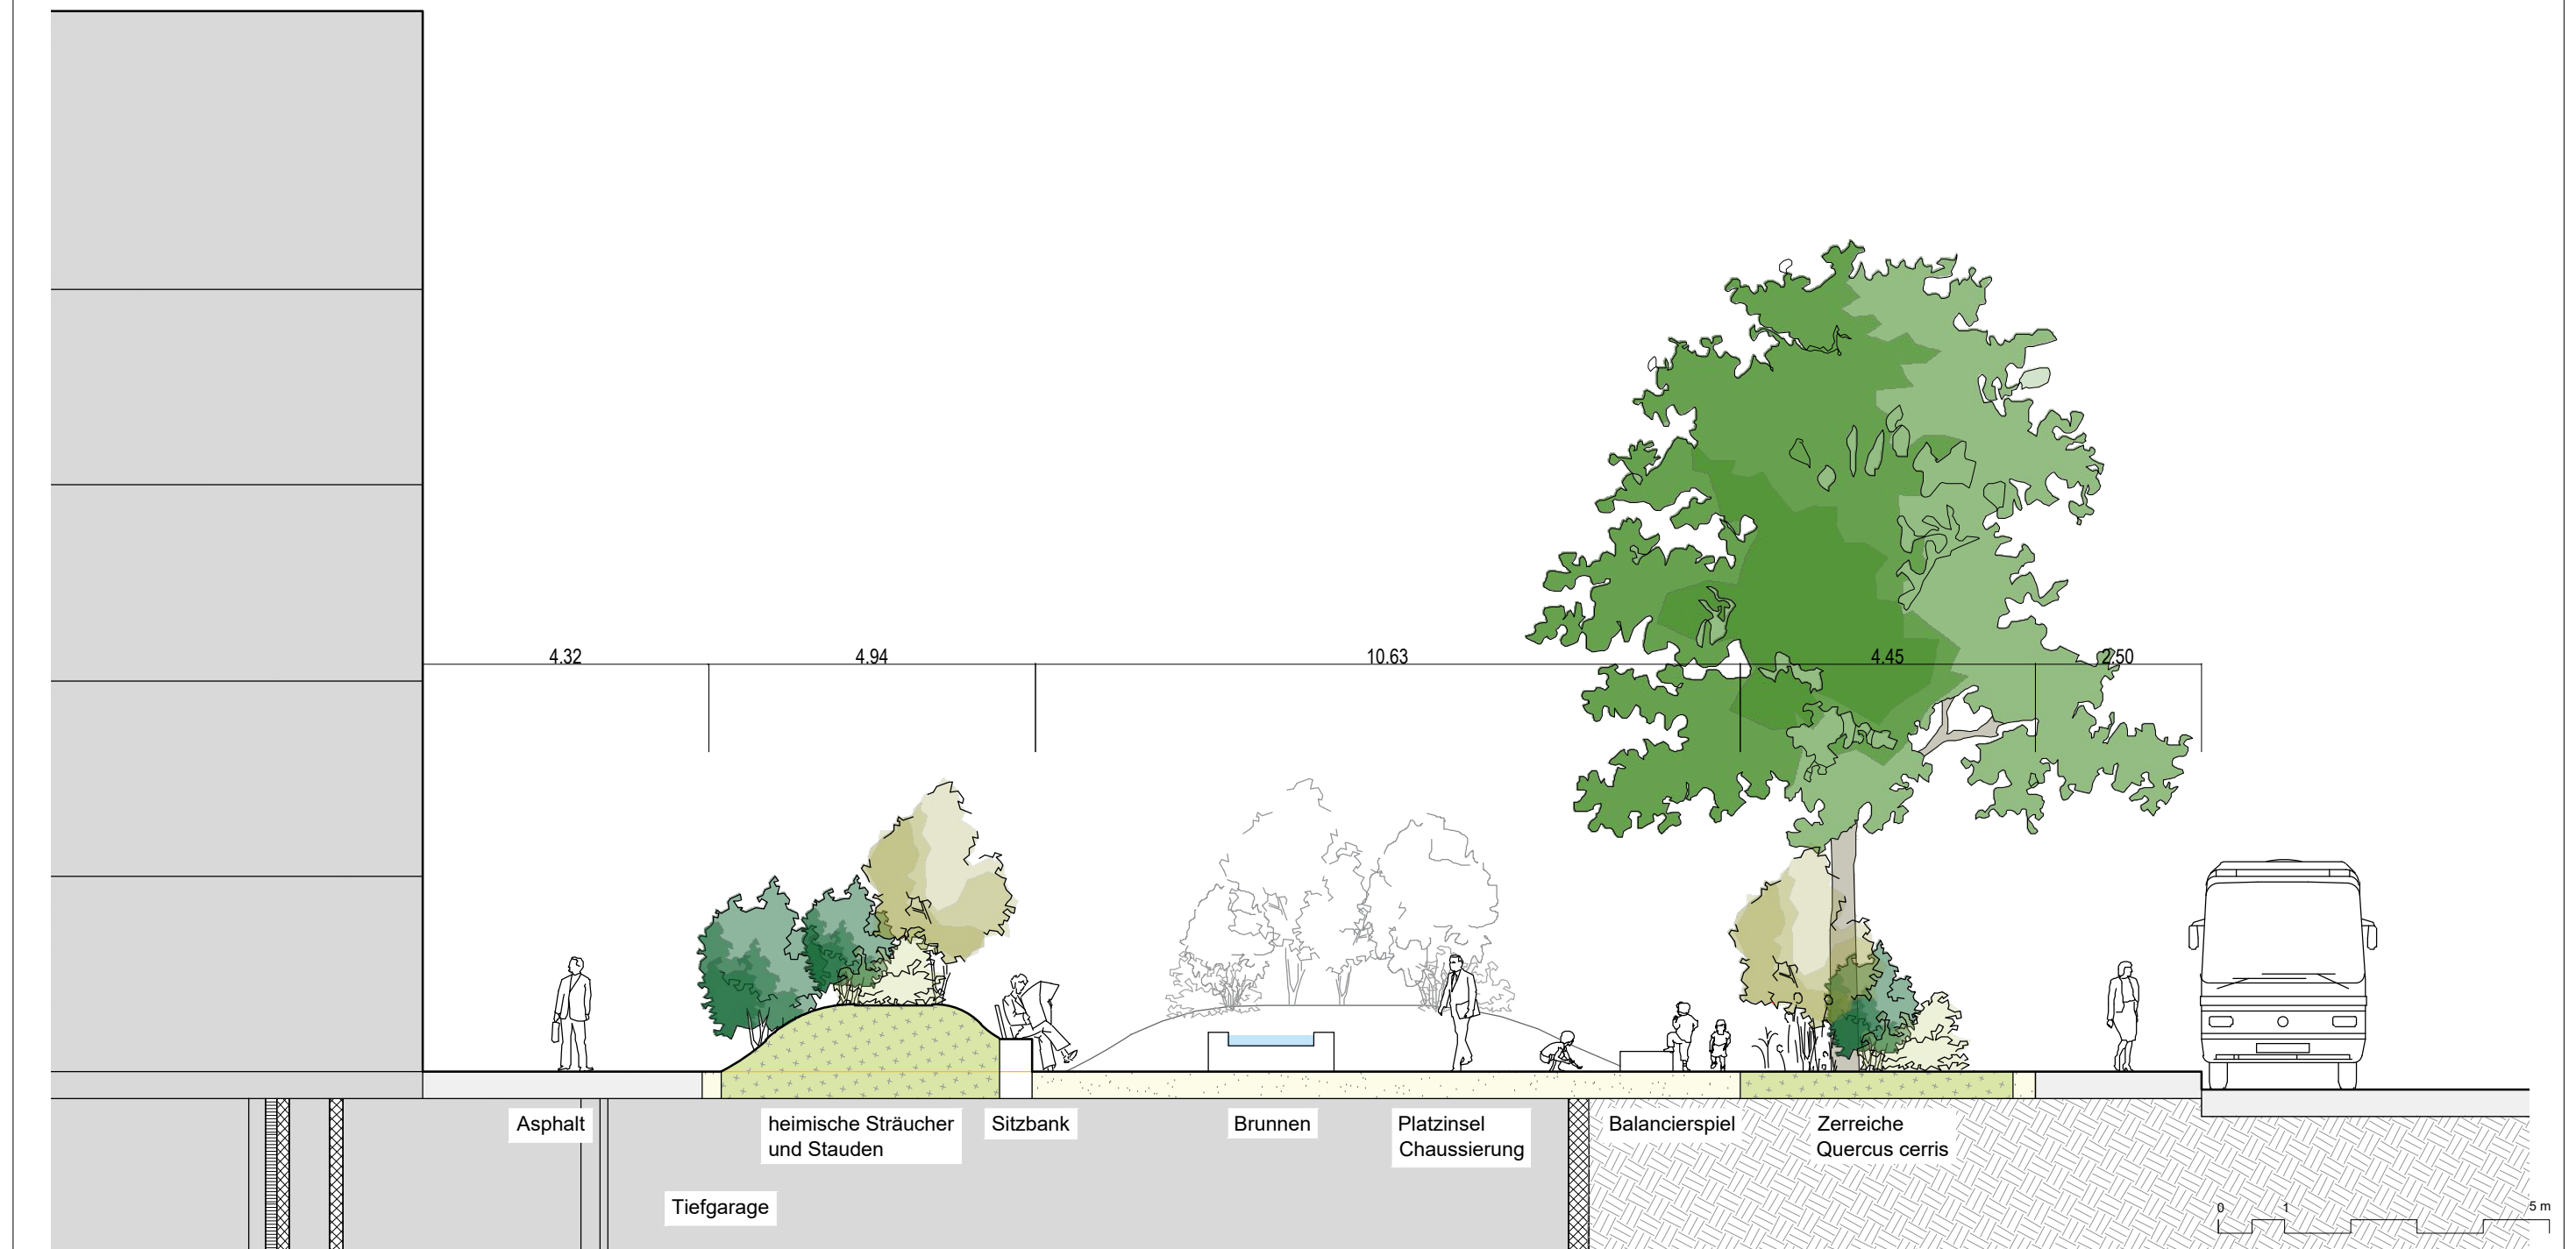 4.32 4.94 10.63 4.45 2.50
Asphalt
heimische Sträucher
und Stauden
Sitzbank
Brunnen
Platzinsel
Chaussierung
Balancierspiel
Zerreiche
Quercus cerris
Tiefgarage
0 1 5 m